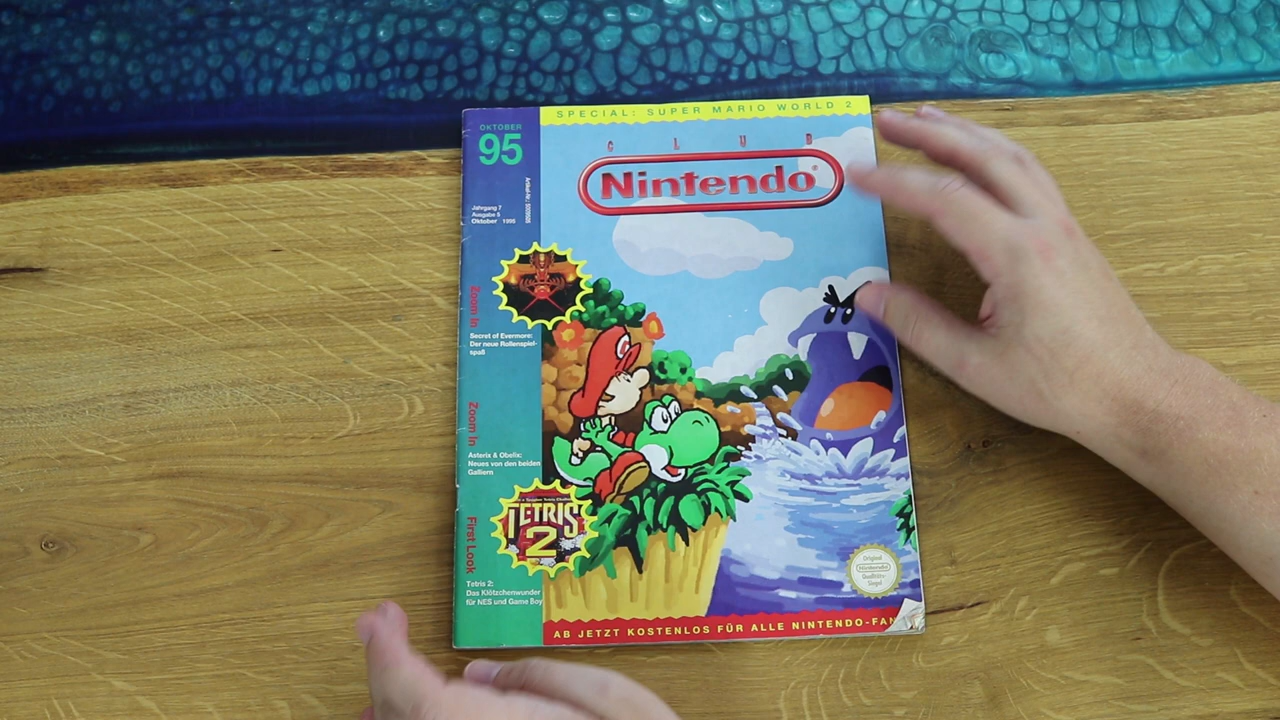 SPECIAL: SUPER MARIO WORLD 2
OKTOBER
95
CLUB
Nintendo®
Jahrgang 7
Ausgabe 5
Oktober 1995
Zoom In
Secret of Evermore:
Der neue Rollenspiel-
spaß
Zoom In
Asterix & Obelix:
Neues von den beiden
Galliern
TETRIS
2
First Look
Tetris 2:
Das Klötzchenwunder
für NES und Game Boy
Original
Nintendo
Qualitäts-
Siegel
AB JETZT KOSTENLOS FÜR ALLE NINTENDO-FAN